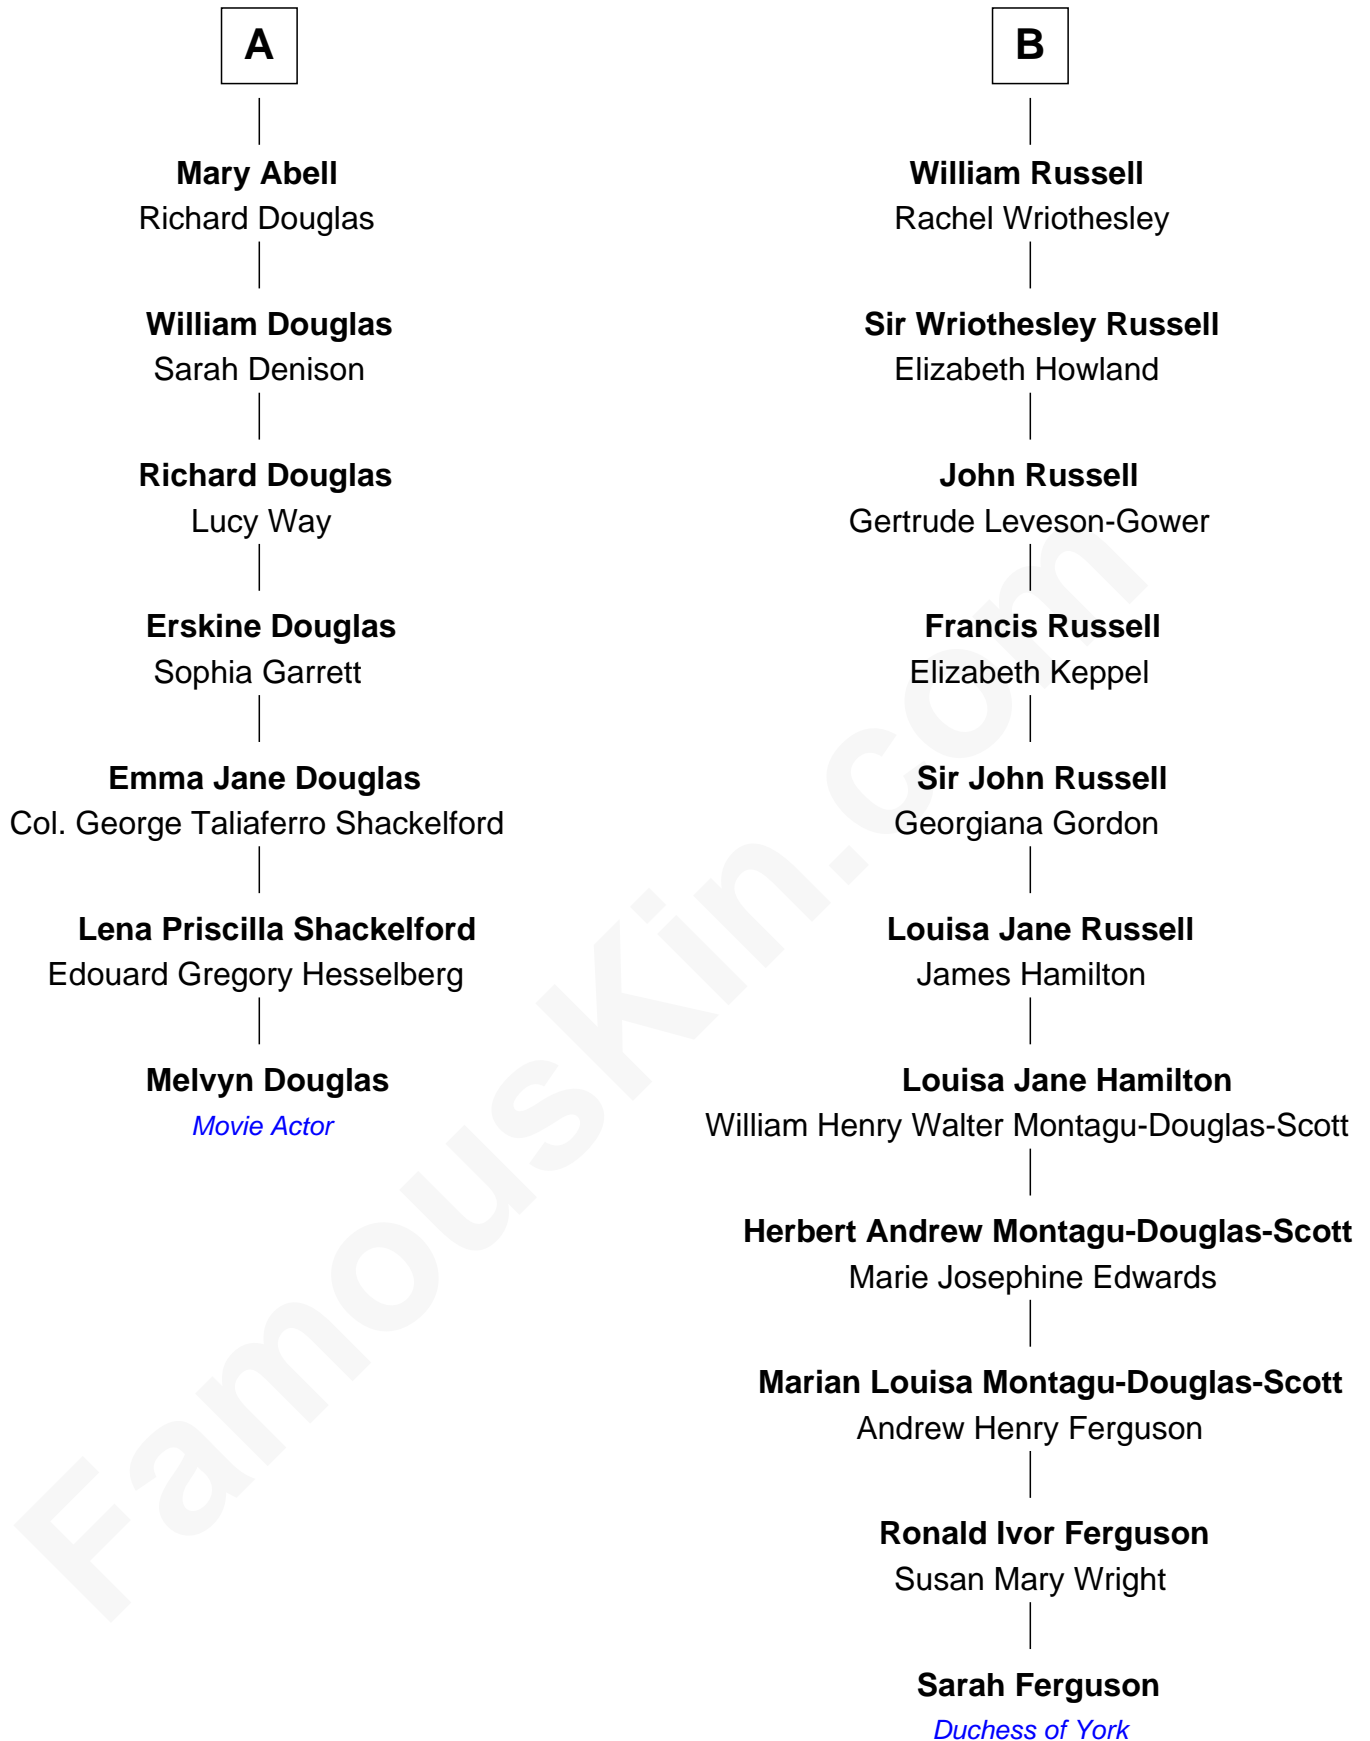 A
Mary Abell
Richard Douglas
William Douglas
Sarah Denison
Richard Douglas
Lucy Way
Erskine Douglas
Sophia Garrett
Emma Jane Douglas
Col. George Taliaferro Shackelford
Lena Priscilla Shackelford
Edouard Gregory Hesselberg
Melvyn Douglas
Movie Actor
B
William Russell
Rachel Wriothesley
Sir Wriothesley Russell
Elizabeth Howland
John Russell
Gertrude Leveson-Gower
Francis Russell
Elizabeth Keppel
Sir John Russell
Georgiana Gordon
Louisa Jane Russell
James Hamilton
Louisa Jane Hamilton
William Henry Walter Montagu-Douglas-Scott
Herbert Andrew Montagu-Douglas-Scott
Marie Josephine Edwards
Marian Louisa Montagu-Douglas-Scott
Andrew Henry Ferguson
Ronald Ivor Ferguson
Susan Mary Wright
Sarah Ferguson
Duchess of York
FamousKin.com